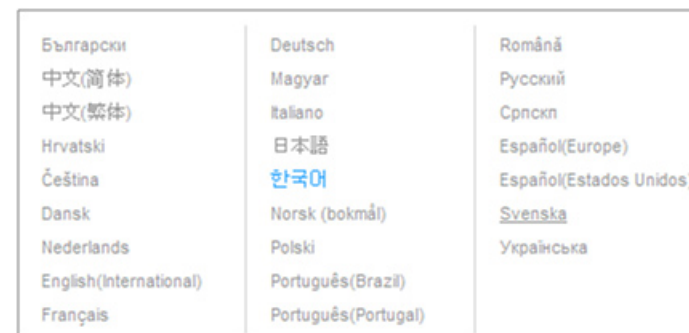 Български
中文(简体)
中文(繁体)
Hrvatski
Čeština
Dansk
Nederlands
English(International)
Français
Deutsch
Magyar
Italiano
日本語
한국어
Norsk (bokmål)
Polski
Português(Brazil)
Português(Portugal)
Română
Русский
Српскп
Español(Europe)
Español(Estados Unidos)
Svenska
Українська